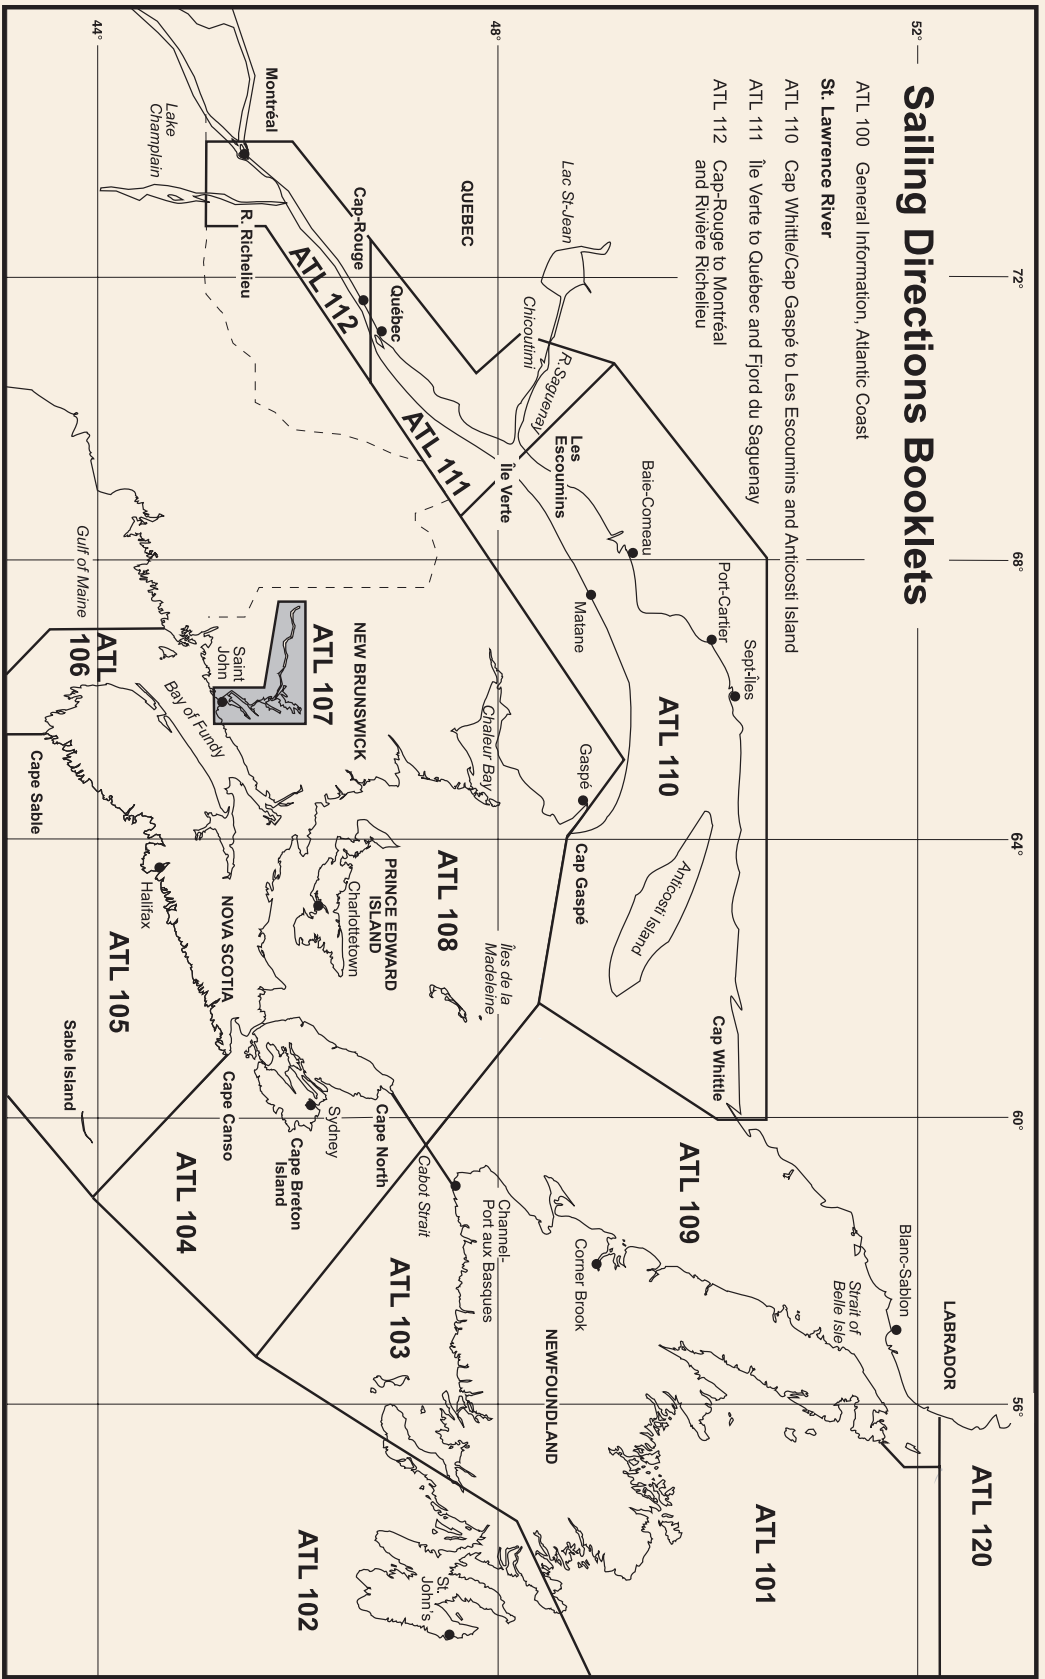 Sailing Directions Booklets
ATL 100 General Information, Atlantic Coast
St. Lawrence River
ATL 110 Cap Whittle/Cap Gaspé to Les Escoumins and Anticosti Island
ATL 111 Île Verte to Québec and Fjord du Saguenay
ATL 112 Cap-Rouge to Montréal
and Rivière Richelieu
52°
48°
44°
72°
68°
64°
60°
56°
LABRADOR
ATL 120
Blanc-Sablon
Strait of
Belle Isle
ATL 101
Sept-Îles
Port-Cartier
Baie-Comeau
Les
Escoumins
Matane
ATL 110
Anticosti Island
Cap Whittle
ATL 109
Corner Brook
NEWFOUNDLAND
Lac St-Jean
Chicoutimi
R. Saguenay
Île Verte
QUEBEC
Gaspé
Cap Gaspé
Îles de la
Madeleine
Channel-
Port aux Basques
Chaleur Bay
ATL 108
ATL 111
Cabot Strait
ATL 103
St.
John's
ATL 102
Québec
Cap-Rouge
ATL 112
NEW BRUNSWICK
PRINCE EDWARD
ISLAND
Charlottetown
Cape North
Sydney
Cape Breton
Island
ATL 107
Montréal
R. Richelieu
Lake
Champlain
Saint
John
Bay of Fundy
NOVA SCOTIA
Cape Canso
ATL 104
Halifax
ATL 105
Sable Island
Gulf of Maine
ATL
106
Cape Sable